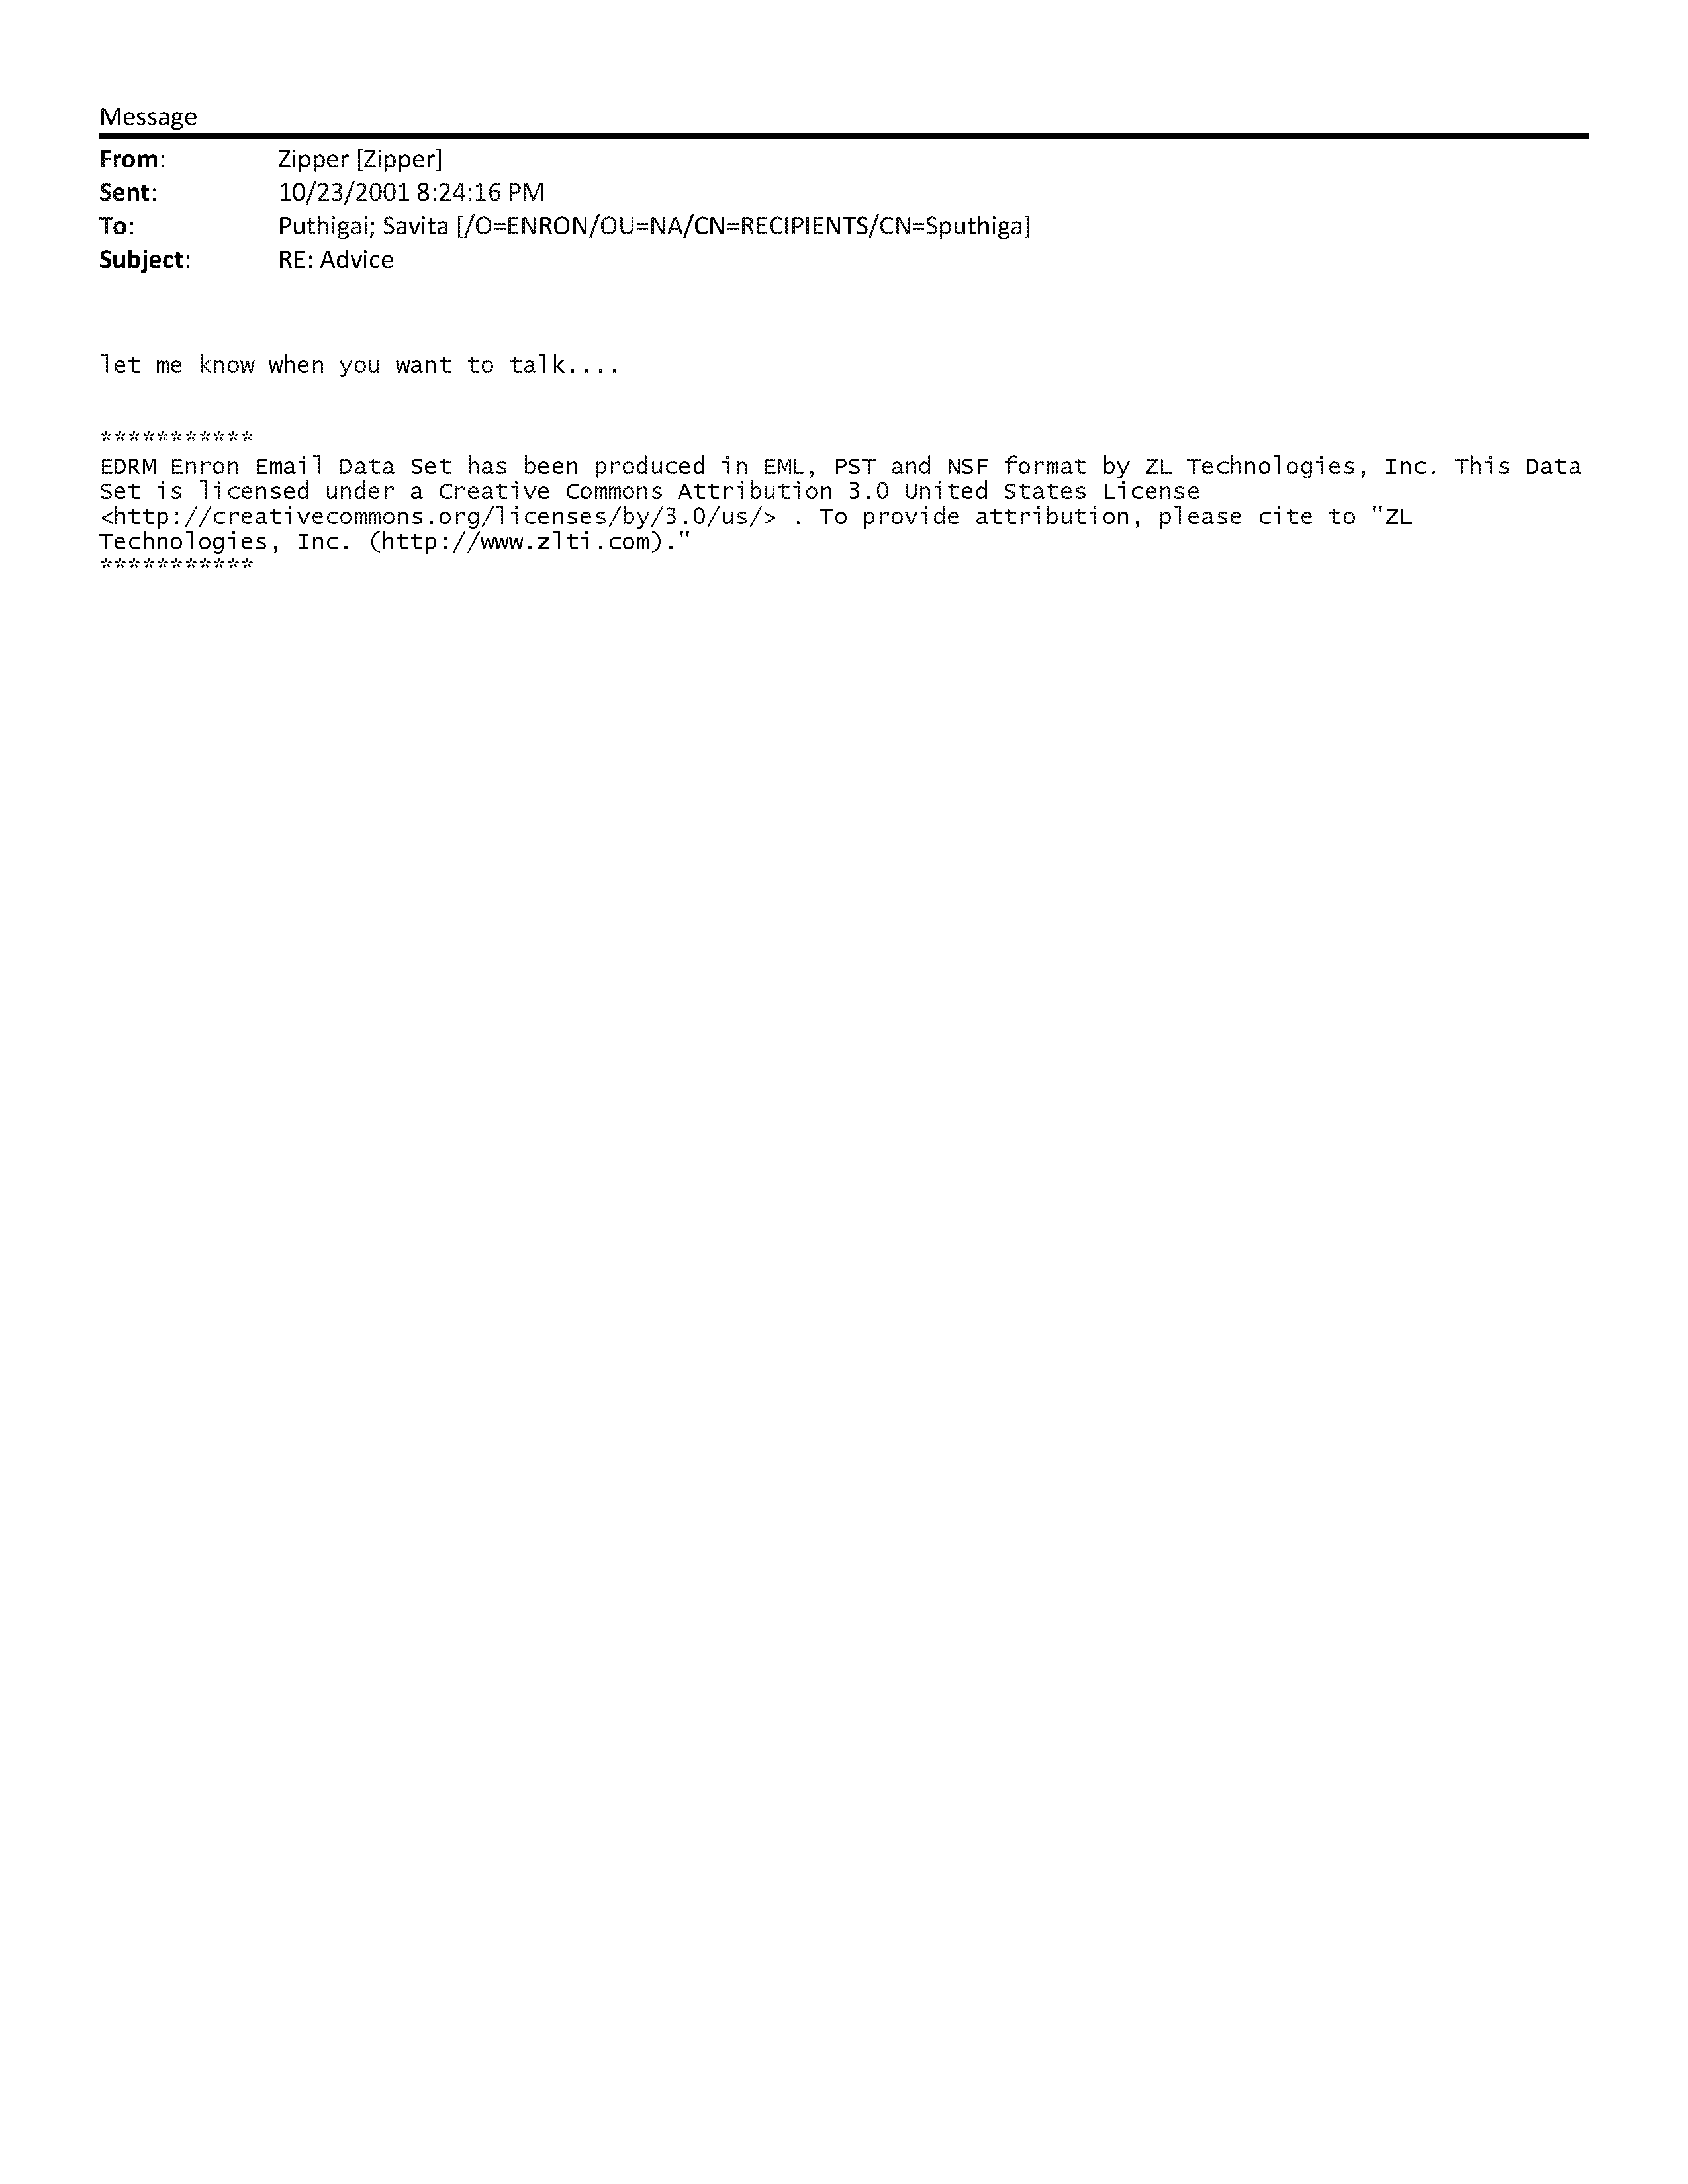 Message
From: Zipper [Zipper]
Sent: 10/23/2001 8:24:16 PM
To: Puthigai; Savita [/O=ENRON/OU=NA/CN=RECIPIENTS/CN=Sputhiga]
Subject: RE: Advice
let me know when you want to talk....
***********
EDRM Enron Email Data Set has been produced in EML, PST and NSF format by ZL Technologies, Inc. This Data
Set is licensed under a Creative Commons Attribution 3.0 United States License
<http://creativecommons.org/licenses/by/3.0/us/> . To provide attribution, please cite to "ZL
Technologies, Inc. (http://www.zlti.com)."
***********